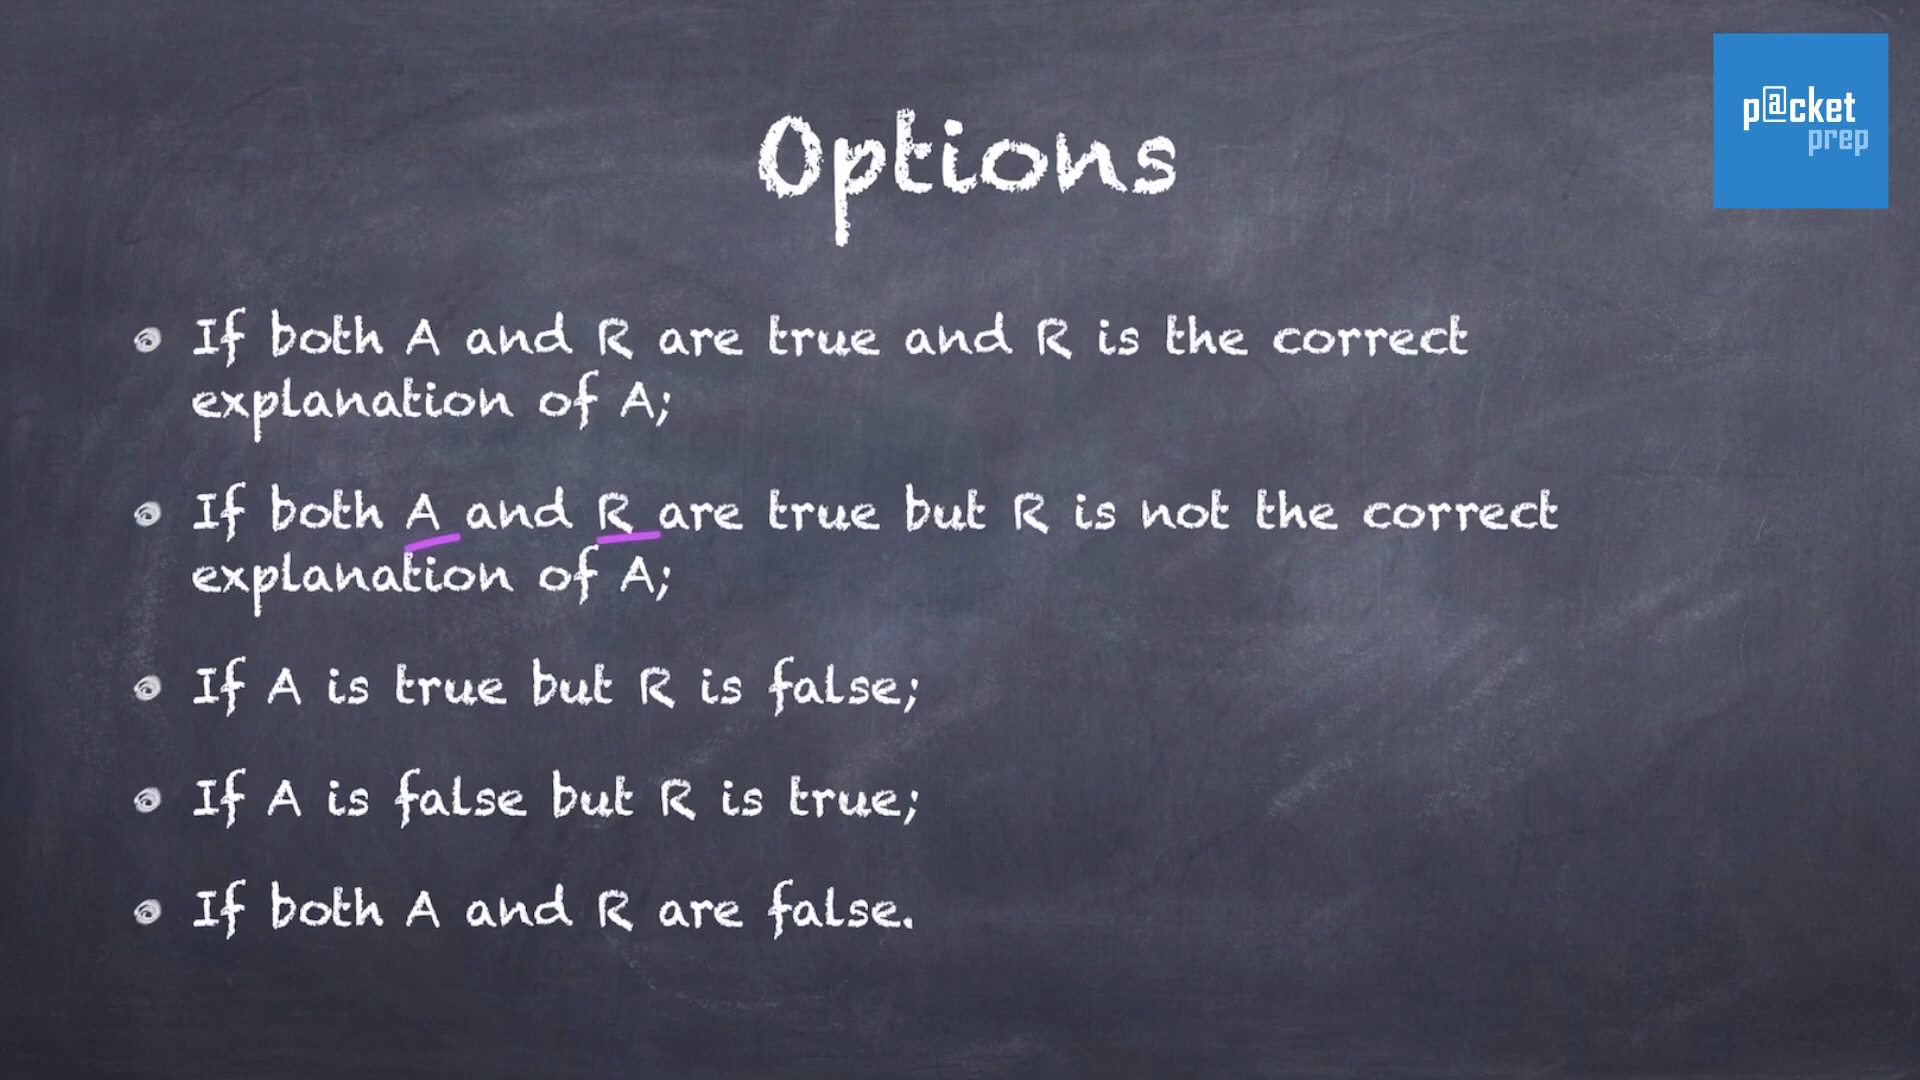 p@cket
prep
Options
If both A and R are true and R is the correct
explanation of A;
If both A and R are true but R is not the correct
explanation of A;
If A is true but R is false;
If A is false but R is true;
If both A and R are false.